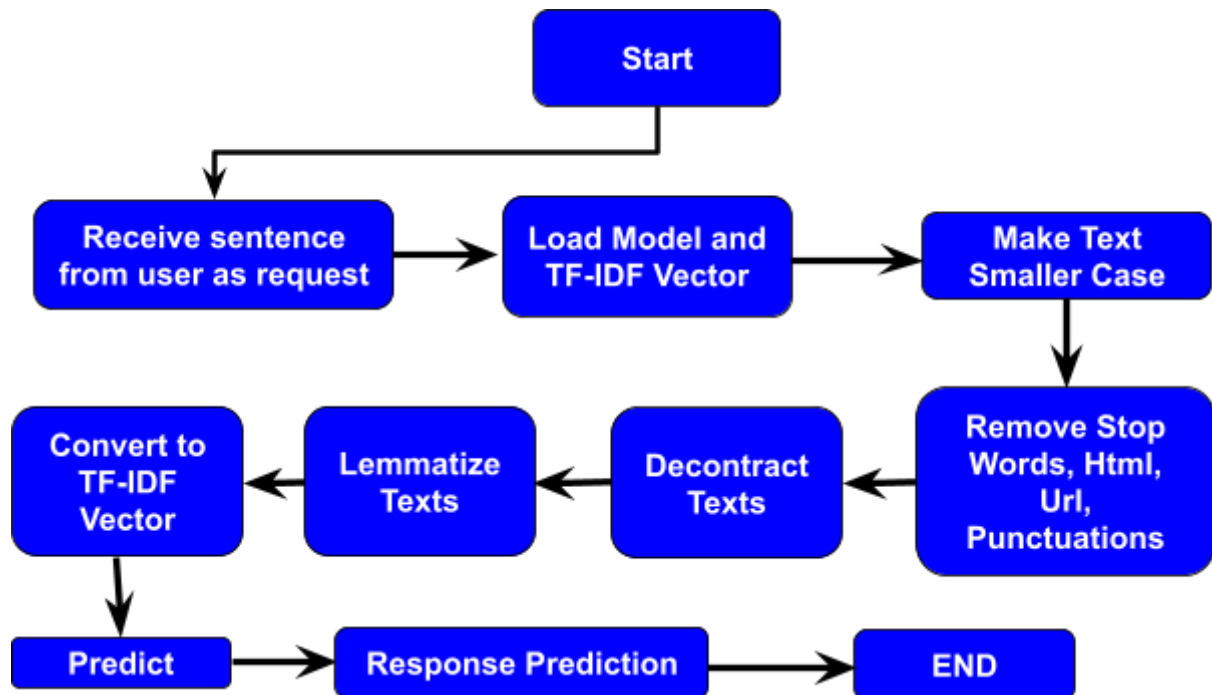 Start
Receive sentence
from user as request
Load Model and
TF-IDF Vector
Make Text
Smaller Case
Remove Stop
Words, Html,
Url,
Punctuations
Decontract
Texts
Lemmatize
Texts
Convert to
TF-IDF
Vector
Predict
Response Prediction
END